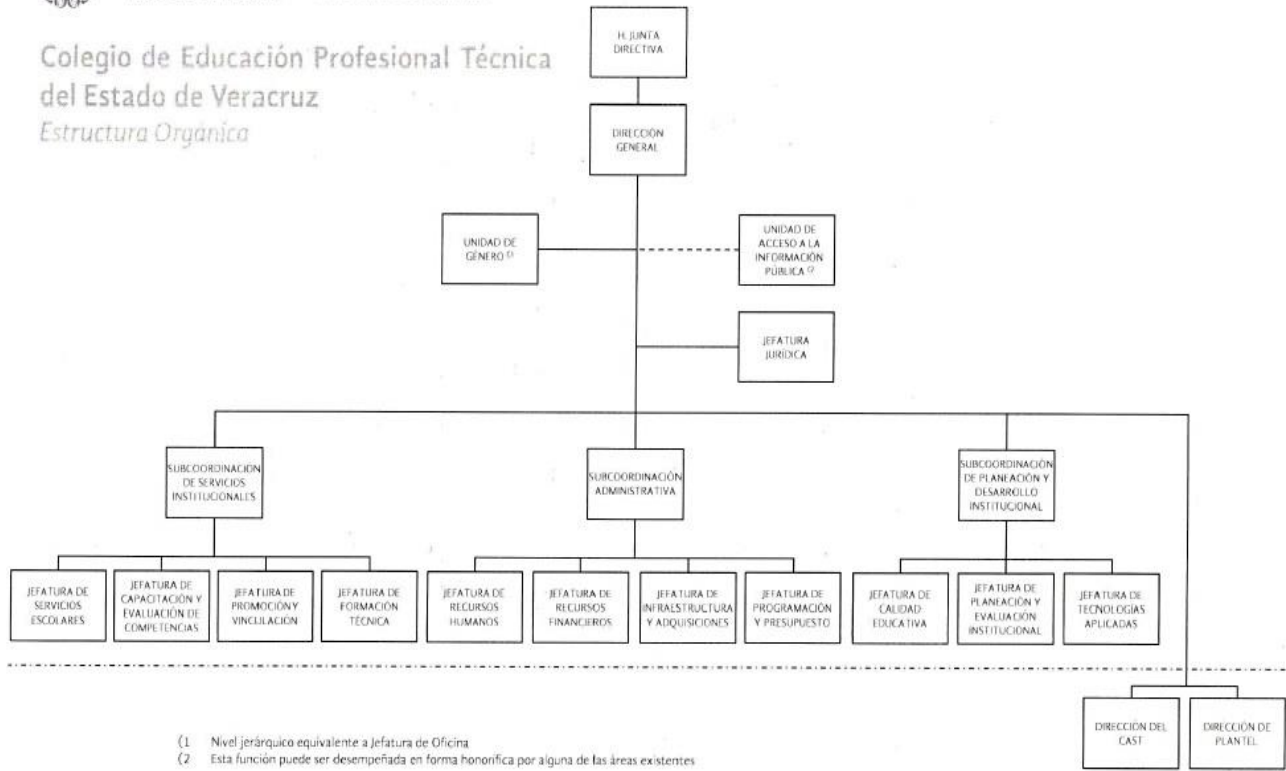 Colegio de Educación Profesional Técnica
del Estado de Veracruz
Estructura Orgánica
H. JUNTA
DIRECTIVA
DIRECCIÓN
GENERAL
UNIDAD DE
GÉNERO (1
UNIDAD DE
ACCESO A LA
INFORMACIÓN
PÚBLICA (2
JEFATURA
JURÍDICA
SUBCOORDINACIÓN
DE SERVICIOS
INSTITUCIONALES
SUBCOORDINACIÓN
ADMINISTRATIVA
SUBCOORDINACIÓN
DE PLANEACIÓN Y
DESARROLLO
INSTITUCIONAL
JEFATURA DE
SERVICIOS
ESCOLARES
JEFATURA DE
CAPACITACIÓN Y
EVALUACIÓN DE
COMPETENCIAS
JEFATURA DE
PROMOCIÓN Y
VINCULACIÓN
JEFATURA DE
FORMACIÓN
TÉCNICA
JEFATURA DE
RECURSOS
HUMANOS
JEFATURA DE
RECURSOS
FINANCIEROS
JEFATURA DE
INFRAESTRUCTURA
Y ADQUISICIONES
JEFATURA DE
PROGRAMACIÓN
Y PRESUPUESTO
JEFATURA DE
CALIDAD
EDUCATIVA
JEFATURA DE
PLANEACIÓN Y
EVALUACIÓN
INSTITUCIONAL
JEFATURA DE
TECNOLOGÍAS
APLICADAS
DIRECCIÓN DEL
CAST
DIRECCIÓN DE
PLANTEL
(1 Nivel jerárquico equivalente a Jefatura de Oficina
(2 Esta función puede ser desempeñada en forma honorífica por alguna de las áreas existentes